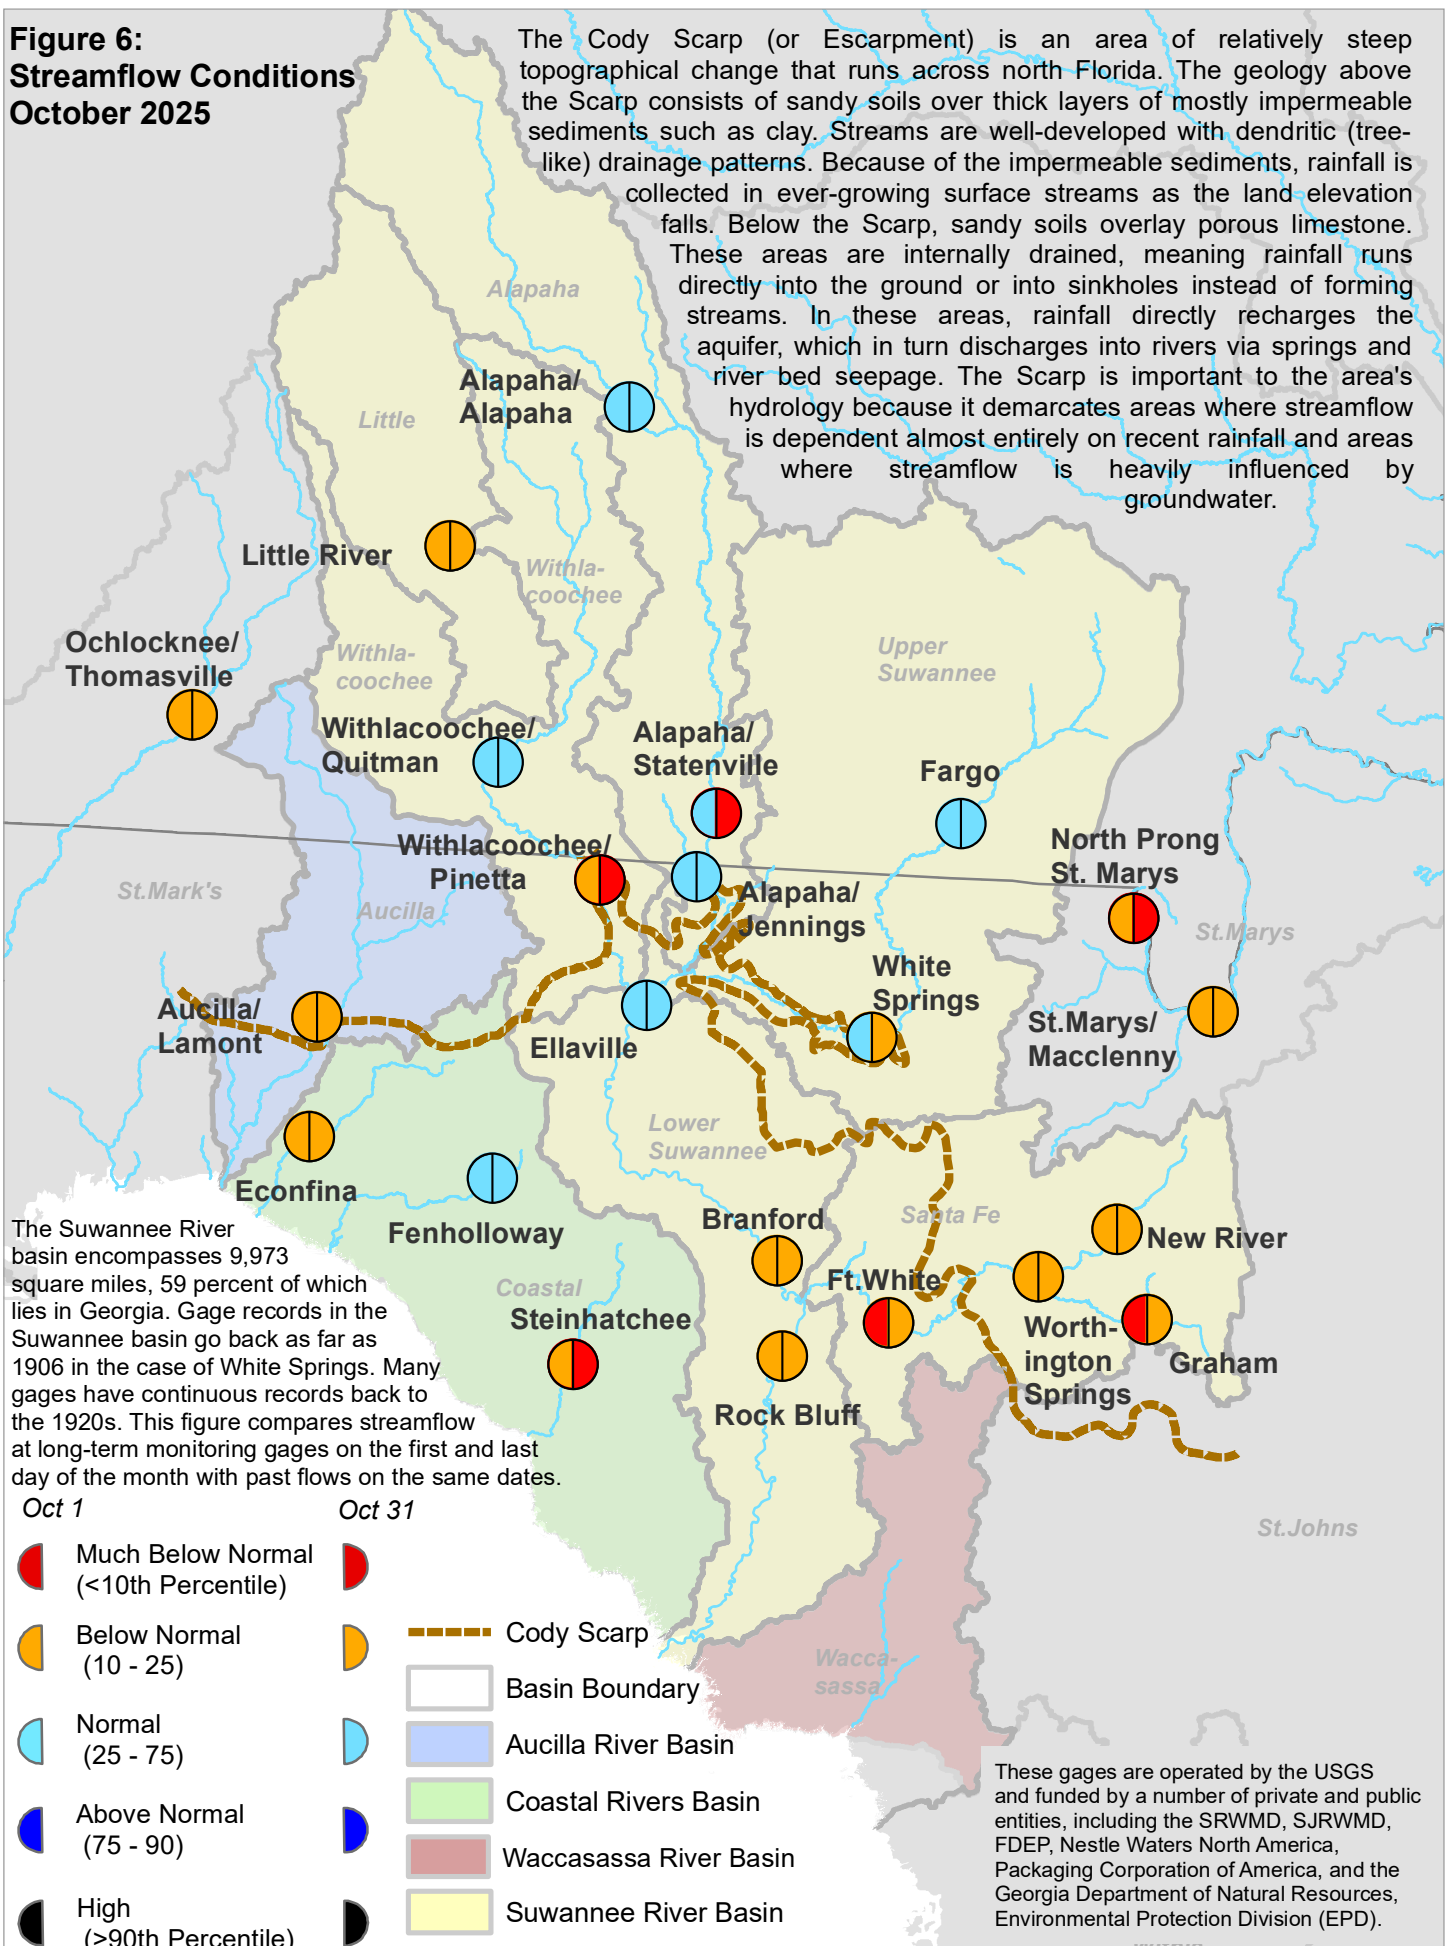 Figure 6:
Streamflow Conditions
October 2025
The Cody Scarp (or Escarpment) is an area of relatively steep
topographical change that runs across north Florida. The geology above
the Scarp consists of sandy soils over thick layers of mostly impermeable
sediments such as clay. Streams are well-developed with dendritic (tree-
like) drainage patterns. Because of the impermeable sediments, rainfall is
collected in ever-growing surface streams as the land elevation
falls. Below the Scarp, sandy soils overlay porous limestone.
These areas are internally drained, meaning rainfall runs
directly into the ground or into sinkholes instead of forming
streams. In these areas, rainfall directly recharges the
aquifer, which in turn discharges into rivers via springs and
river bed seepage. The Scarp is important to the area's
hydrology because it demarcates areas where streamflow
is dependent almost entirely on recent rainfall and areas
where streamflow is heavily influenced by
groundwater.
Alapaha
Alapaha/
Alapaha
Little
Little River
Withla-
coochee
Ochlocknee/
Thomasville
Withla-
coochee
Upper
Suwannee
Withlacoochee/
Quitman
Alapaha/
Statenville
Fargo
North Prong
St. Marys
Withlacoochee/
Pinetta
St.Mark's
Aucilla
Alapaha/
Jennings
St.Marys
White
Springs
Aucilla/
Lamont
Ellaville
St.Marys/
Macclenny
Lower
Suwannee
Econfina
Fenholloway
Branford
Santa Fe
New River
Ft.White
Coastal
Steinhatchee
Worth-
ington
Springs
Graham
Rock Bluff
The Suwannee River
basin encompasses 9,973
square miles, 59 percent of which
lies in Georgia. Gage records in the
Suwannee basin go back as far as
1906 in the case of White Springs. Many
gages have continuous records back to
the 1920s. This figure compares streamflow
at long-term monitoring gages on the first and last
day of the month with past flows on the same dates.
St.Johns
Wacca-
sassa
Oct 1
Oct 31
Much Below Normal
(<10th Percentile)
Below Normal
(10 - 25)
Normal
(25 - 75)
Above Normal
(75 - 90)
High
(>90th Percentile)
Cody Scarp
Basin Boundary
Aucilla River Basin
Coastal Rivers Basin
Waccasassa River Basin
Suwannee River Basin
These gages are operated by the USGS
and funded by a number of private and public
entities, including the SRWMD, SJRWMD,
FDEP, Nestle Waters North America,
Packaging Corporation of America, and the
Georgia Department of Natural Resources,
Environmental Protection Division (EPD).